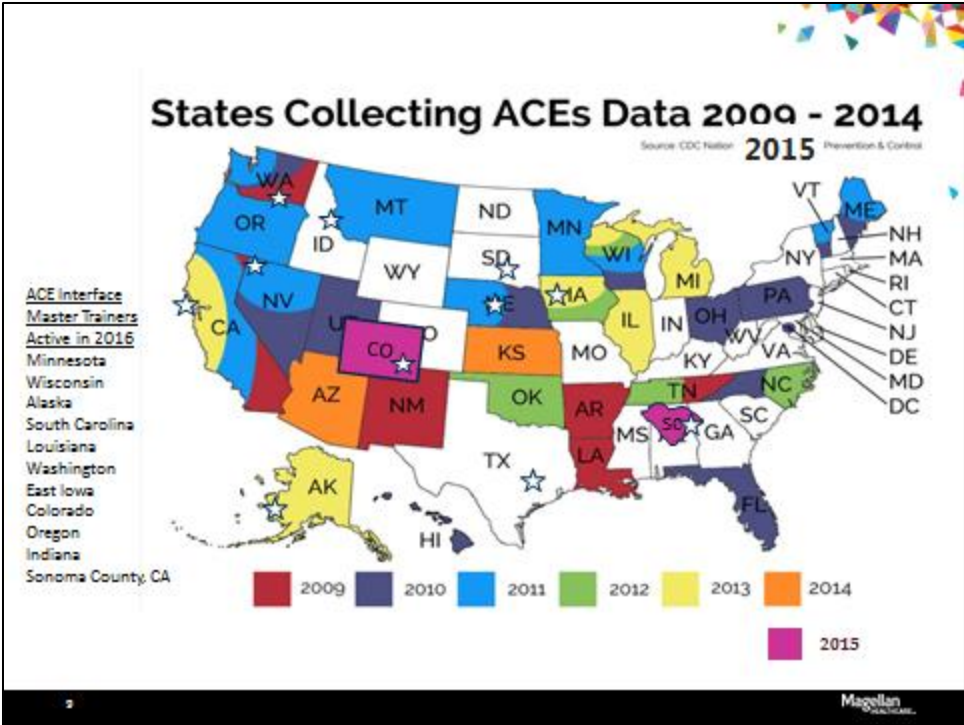 States Collecting ACEs Data 2009 - 2014
Source: CDC Nation 2015 Prevention & Control
ACE Interface
Master Trainers
Active in 2016
Minnesota
Wisconsin
Alaska
South Carolina
Louisiana
Washington
East Iowa
Colorado
Oregon
Indiana
Sonoma County, CA
WA
OR
ID
MT
ND
SD
WY
NV
CA
CO
AZ
NM
KS
OK
TX
MN
WI
IA
IL
MI
IN
OH
MO
KY
WV
VA
PA
NY
VT
ME
NH
MA
RI
CT
NJ
DE
MD
DC
TN
NC
SC
AR
LA
MS
SC
GA
FL
AK
HI
2009
2010
2011
2012
2013
2014
2015
9
Magellan
HEALTHCARE